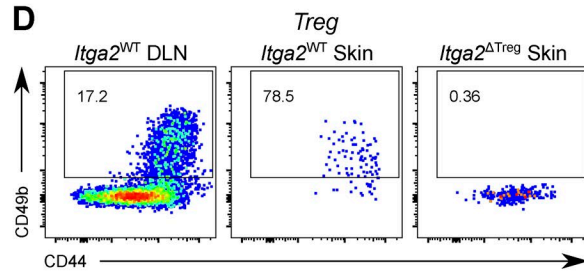 D
Treg
Itga2WT DLN
Itga2WT Skin
Itga2ΔTreg Skin
17.2
78.5
0.36
CD49b
CD44